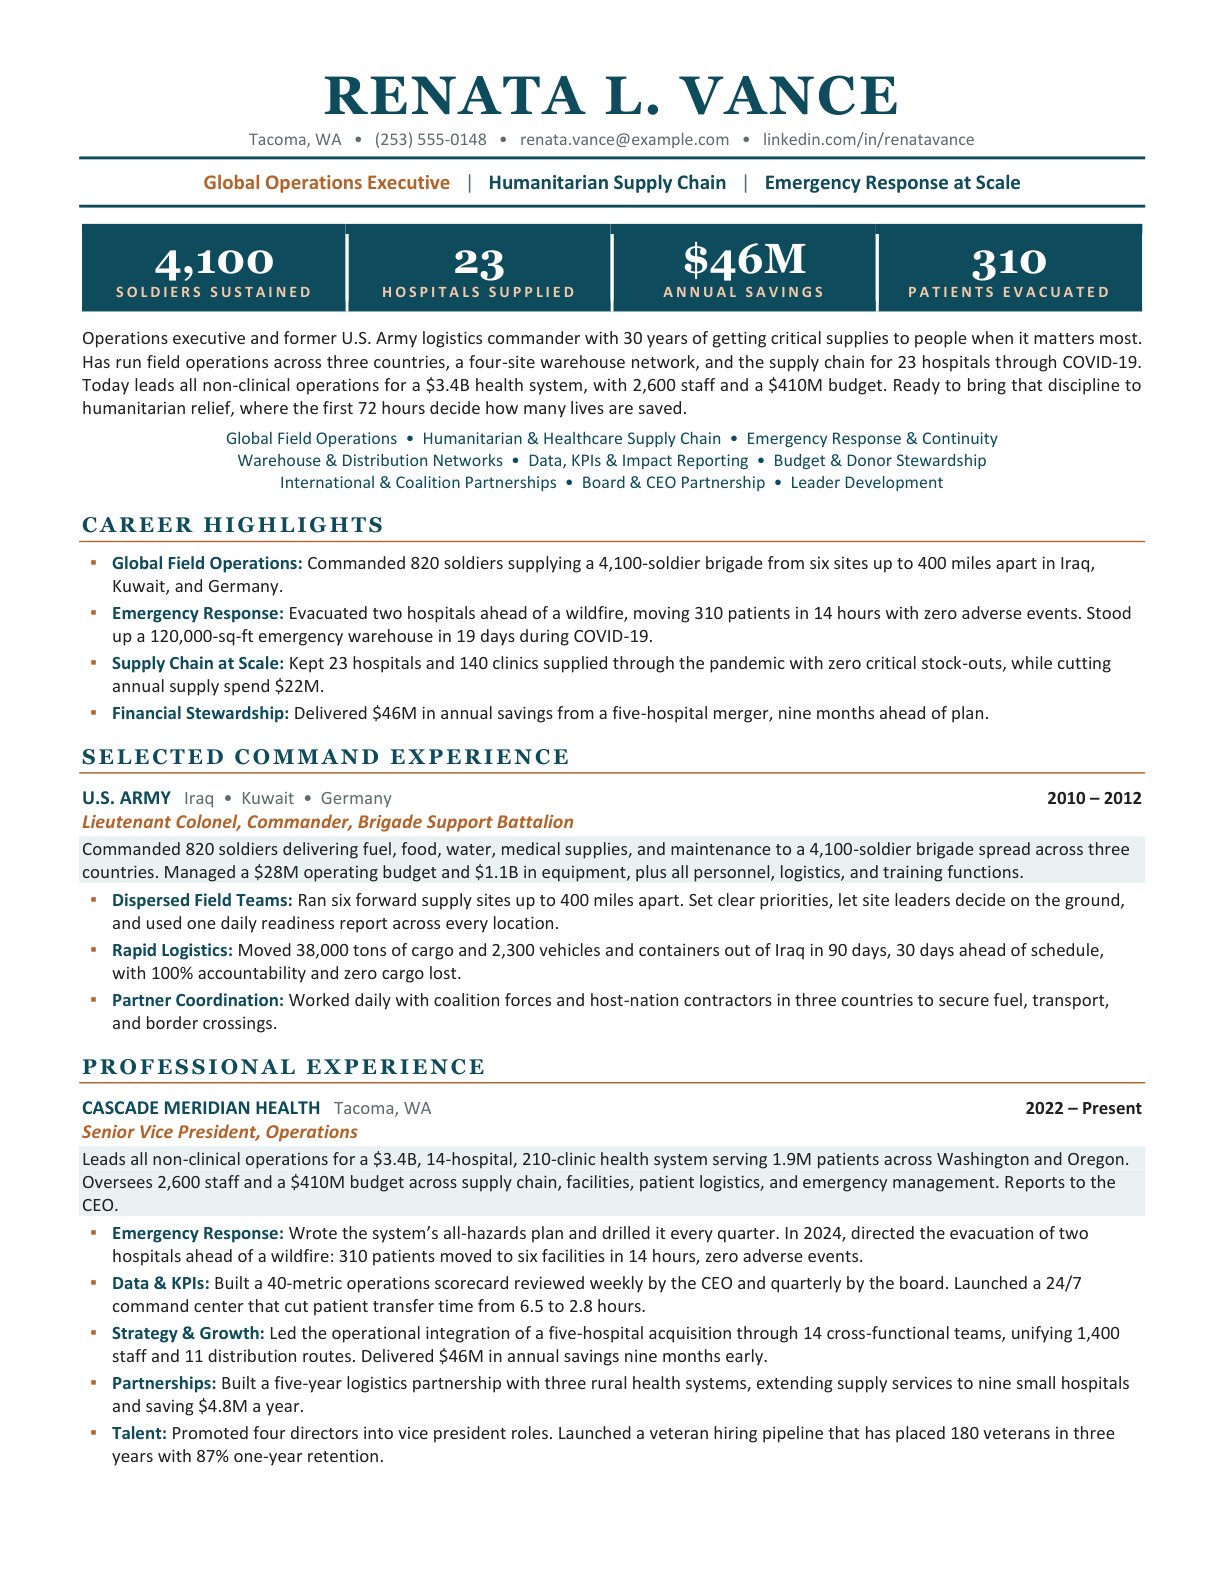 RENATA L. VANCE
Tacoma, WA • (253) 555-0148 • renata.vance@example.com • linkedin.com/in/renatavance
Global Operations Executive | Humanitarian Supply Chain | Emergency Response at Scale
4,100 23 $46M 310
SOLDIERS SUSTAINED HOSPITALS SUPPLIED ANNUAL SAVINGS PATIENTS EVACUATED
Operations executive and former U.S. Army logistics commander with 30 years of getting critical supplies to people when it matters most.
Has run field operations across three countries, a four-site warehouse network, and the supply chain for 23 hospitals through COVID-19.
Today leads all non-clinical operations for a $3.4B health system, with 2,600 staff and a $410M budget. Ready to bring that discipline to
humanitarian relief, where the first 72 hours decide how many lives are saved.
Global Field Operations • Humanitarian & Healthcare Supply Chain • Emergency Response & Continuity
Warehouse & Distribution Networks • Data, KPIs & Impact Reporting • Budget & Donor Stewardship
International & Coalition Partnerships • Board & CEO Partnership • Leader Development
CAREER HIGHLIGHTS
▪ Global Field Operations: Commanded 820 soldiers supplying a 4,100-soldier brigade from six sites up to 400 miles apart in Iraq,
Kuwait, and Germany.
▪ Emergency Response: Evacuated two hospitals ahead of a wildfire, moving 310 patients in 14 hours with zero adverse events. Stood
up a 120,000-sq-ft emergency warehouse in 19 days during COVID-19.
▪ Supply Chain at Scale: Kept 23 hospitals and 140 clinics supplied through the pandemic with zero critical stock-outs, while cutting
annual supply spend $22M.
▪ Financial Stewardship: Delivered $46M in annual savings from a five-hospital merger, nine months ahead of plan.
SELECTED COMMAND EXPERIENCE
U.S. ARMY Iraq • Kuwait • Germany 2010 – 2012
Lieutenant Colonel, Commander, Brigade Support Battalion
Commanded 820 soldiers delivering fuel, food, water, medical supplies, and maintenance to a 4,100-soldier brigade spread across three
countries. Managed a $28M operating budget and $1.1B in equipment, plus all personnel, logistics, and training functions.
▪ Dispersed Field Teams: Ran six forward supply sites up to 400 miles apart. Set clear priorities, let site leaders decide on the ground,
and used one daily readiness report across every location.
▪ Rapid Logistics: Moved 38,000 tons of cargo and 2,300 vehicles and containers out of Iraq in 90 days, 30 days ahead of schedule,
with 100% accountability and zero cargo lost.
▪ Partner Coordination: Worked daily with coalition forces and host-nation contractors in three countries to secure fuel, transport,
and border crossings.
PROFESSIONAL EXPERIENCE
CASCADE MERIDIAN HEALTH Tacoma, WA 2022 – Present
Senior Vice President, Operations
Leads all non-clinical operations for a $3.4B, 14-hospital, 210-clinic health system serving 1.9M patients across Washington and Oregon.
Oversees 2,600 staff and a $410M budget across supply chain, facilities, patient logistics, and emergency management. Reports to the
CEO.
▪ Emergency Response: Wrote the system’s all-hazards plan and drilled it every quarter. In 2024, directed the evacuation of two
hospitals ahead of a wildfire: 310 patients moved to six facilities in 14 hours, zero adverse events.
▪ Data & KPIs: Built a 40-metric operations scorecard reviewed weekly by the CEO and quarterly by the board. Launched a 24/7
command center that cut patient transfer time from 6.5 to 2.8 hours.
▪ Strategy & Growth: Led the operational integration of a five-hospital acquisition through 14 cross-functional teams, unifying 1,400
staff and 11 distribution routes. Delivered $46M in annual savings nine months early.
▪ Partnerships: Built a five-year logistics partnership with three rural health systems, extending supply services to nine small hospitals
and saving $4.8M a year.
▪ Talent: Promoted four directors into vice president roles. Launched a veteran hiring pipeline that has placed 180 veterans in three
years with 87% one-year retention.